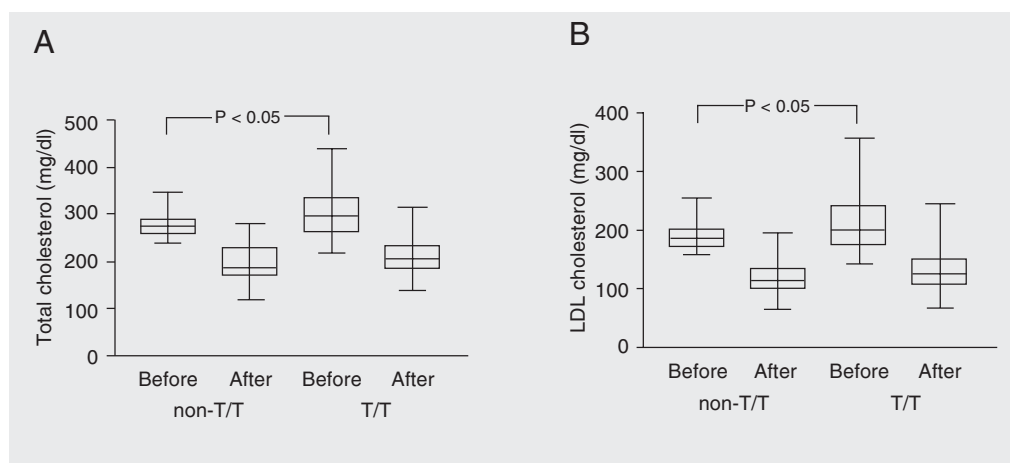 A
Total cholesterol (mg/dl)
500
400
300
200
100
0
P < 0.05
Before After Before After
non-T/T T/T
B
LDL cholesterol (mg/dl)
400
300
200
100
0
P < 0.05
Before After Before After
non-T/T T/T